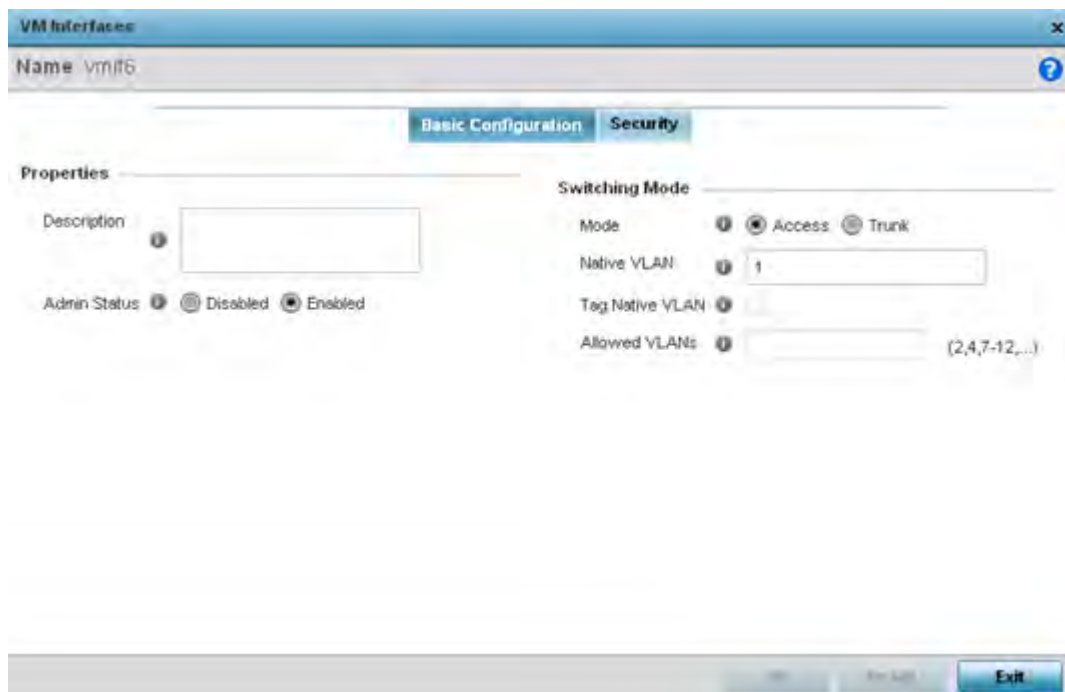 VM Interfaces
Name vmif6
Basic Configuration Security
Properties
Description
Admin Status Disabled Enabled
Switching Mode
Mode Access Trunk
Native VLAN 1
Tag Native VLAN
Allowed VLANs (2,4,7-12,...)
Exit